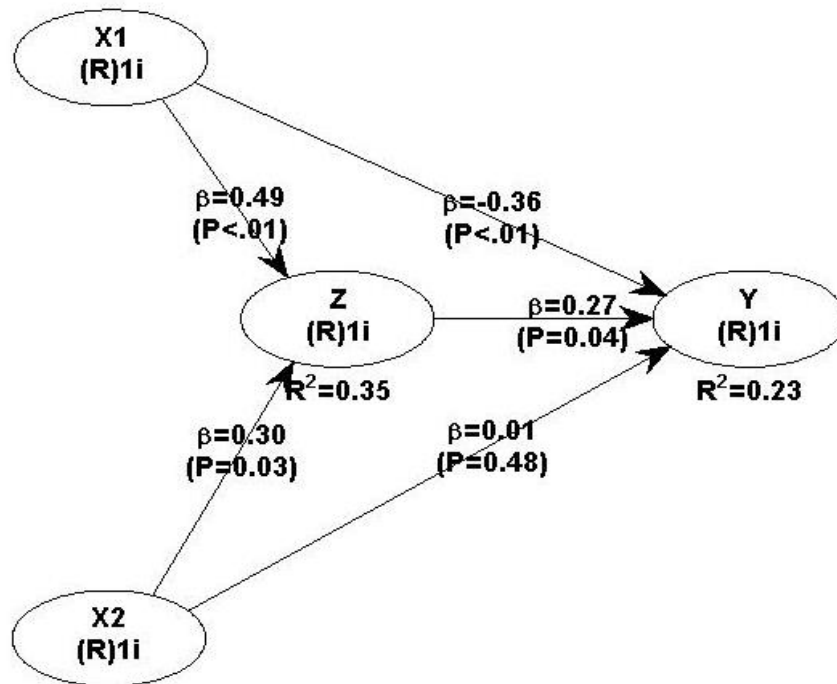 X1
(R)1i
β=0.49
(P<.01)
β=-0.36
(P<.01)
Z
(R)1i
R²=0.35
β=0.27
(P=0.04)
Y
(R)1i
R²=0.23
β=0.30
(P=0.03)
β=0.01
(P=0.48)
X2
(R)1i